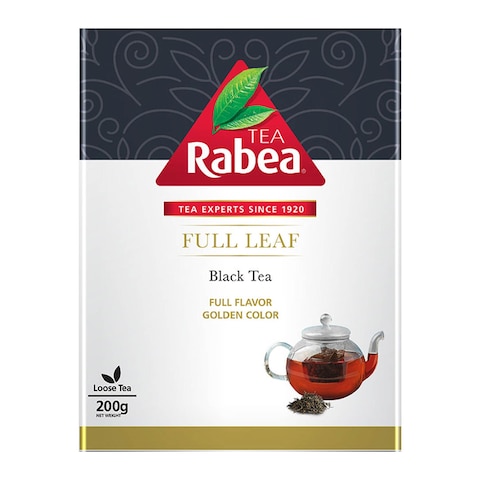 TEA
Rabea®
TEA EXPERTS SINCE 1920
FULL LEAF
Black Tea
FULL FLAVOR
GOLDEN COLOR
Loose Tea
200g
NET WEIGHT